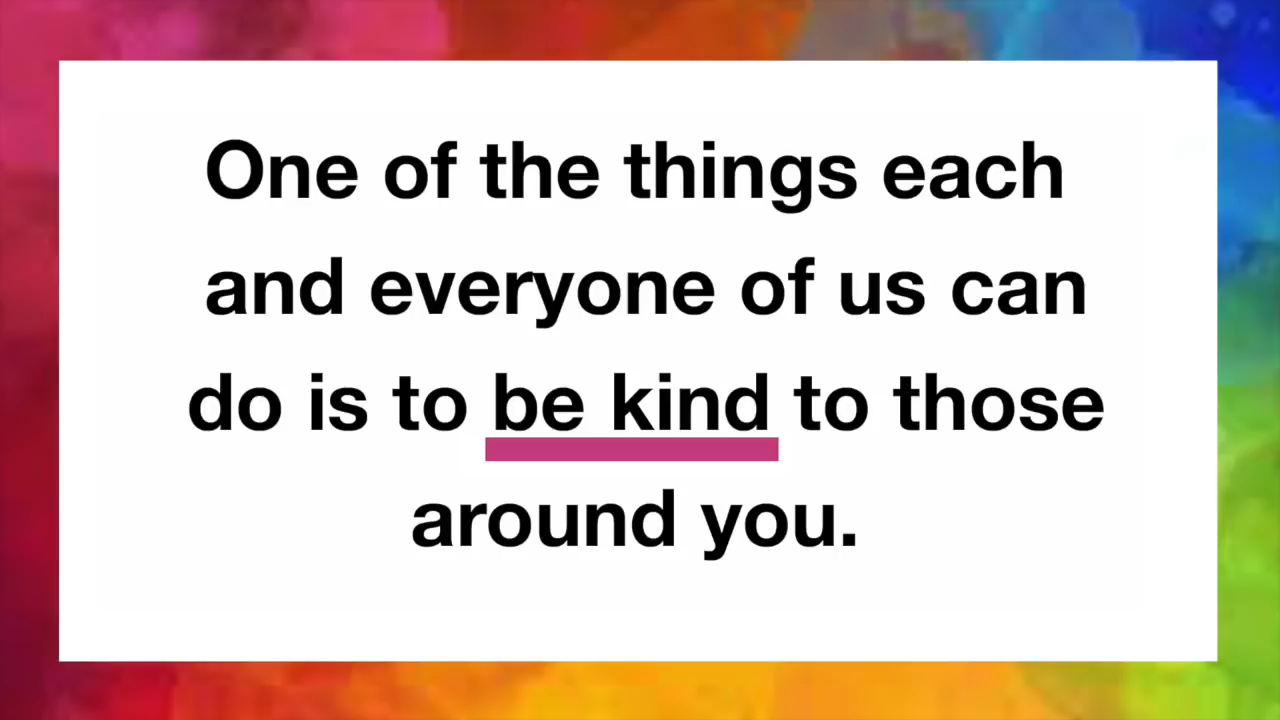 One of the things each
and everyone of us can
do is to be kind to those
around you.